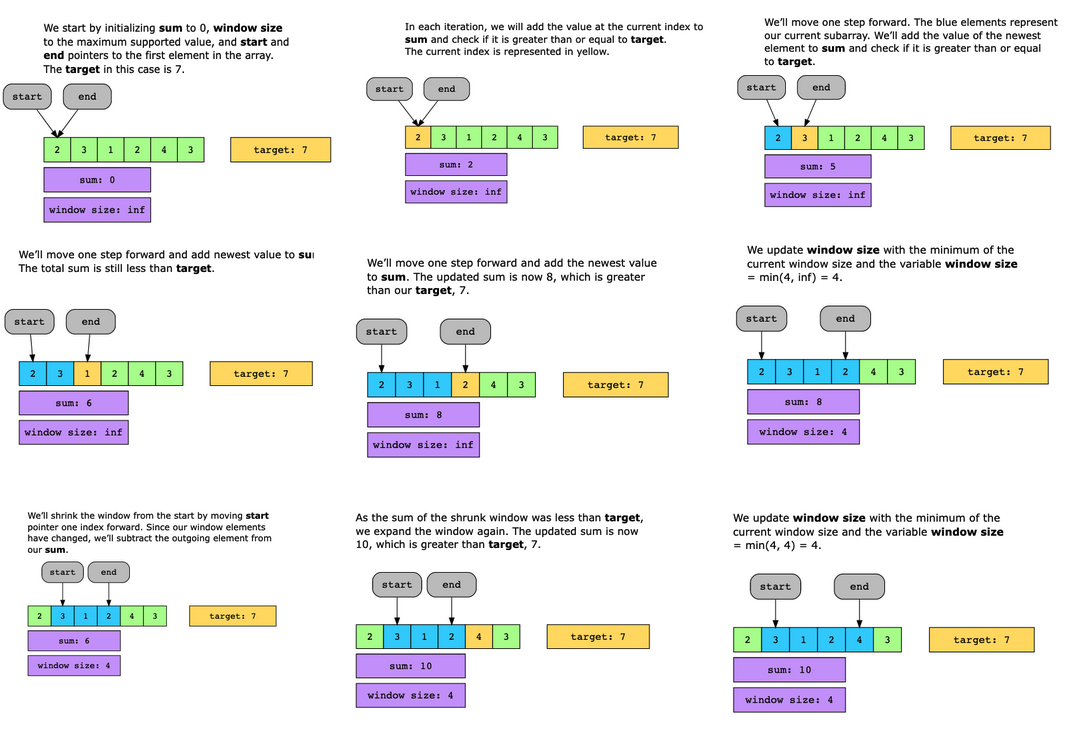 We start by initializing sum to 0, window size
to the maximum supported value, and start and
end pointers to the first element in the array.
The target in this case is 7.
start
end
2 3 1 2 4 3
target: 7
sum: 0
window size: inf
In each iteration, we will add the value at the current index to
sum and check if it is greater than or equal to target.
The current index is represented in yellow.
start
end
2 3 1 2 4 3
target: 7
sum: 2
window size: inf
We'll move one step forward. The blue elements represent
our current subarray. We'll add the value of the newest
element to sum and check if it is greater than or equal
to target.
start
end
2 3 1 2 4 3
target: 7
sum: 5
window size: inf
We'll move one step forward and add newest value to su
The total sum is still less than target.
start
end
2 3 1 2 4 3
target: 7
sum: 6
window size: inf
We'll move one step forward and add the newest value
to sum. The updated sum is now 8, which is greater
than our target, 7.
start
end
2 3 1 2 4 3
target: 7
sum: 8
window size: inf
We update window size with the minimum of the
current window size and the variable window size
= min(4, inf) = 4.
start
end
2 3 1 2 4 3
target: 7
sum: 8
window size: 4
We'll shrink the window from the start by moving start
pointer one index forward. Since our window elements
have changed, we'll subtract the outgoing element from
our sum.
start
end
2 3 1 2 4 3
target: 7
sum: 6
window size: 4
As the sum of the shrunk window was less than target,
we expand the window again. The updated sum is now
10, which is greater than target, 7.
start
end
2 3 1 2 4 3
target: 7
sum: 10
window size: 4
We update window size with the minimum of the
current window size and the variable window size
= min(4, 4) = 4.
start
end
2 3 1 2 4 3
target: 7
sum: 10
window size: 4